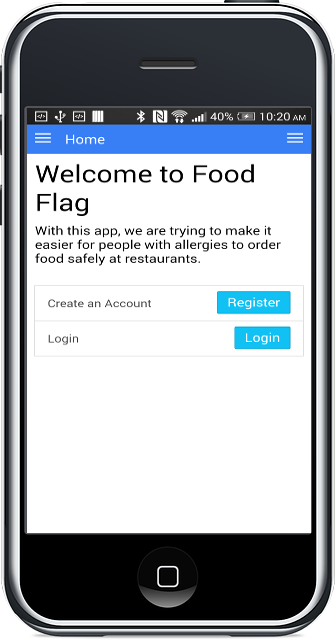 40% 10:20 AM
Home
Welcome to Food
Flag
With this app, we are trying to make it
easier for people with allergies to order
food safely at restaurants.
Create an Account Register
Login Login